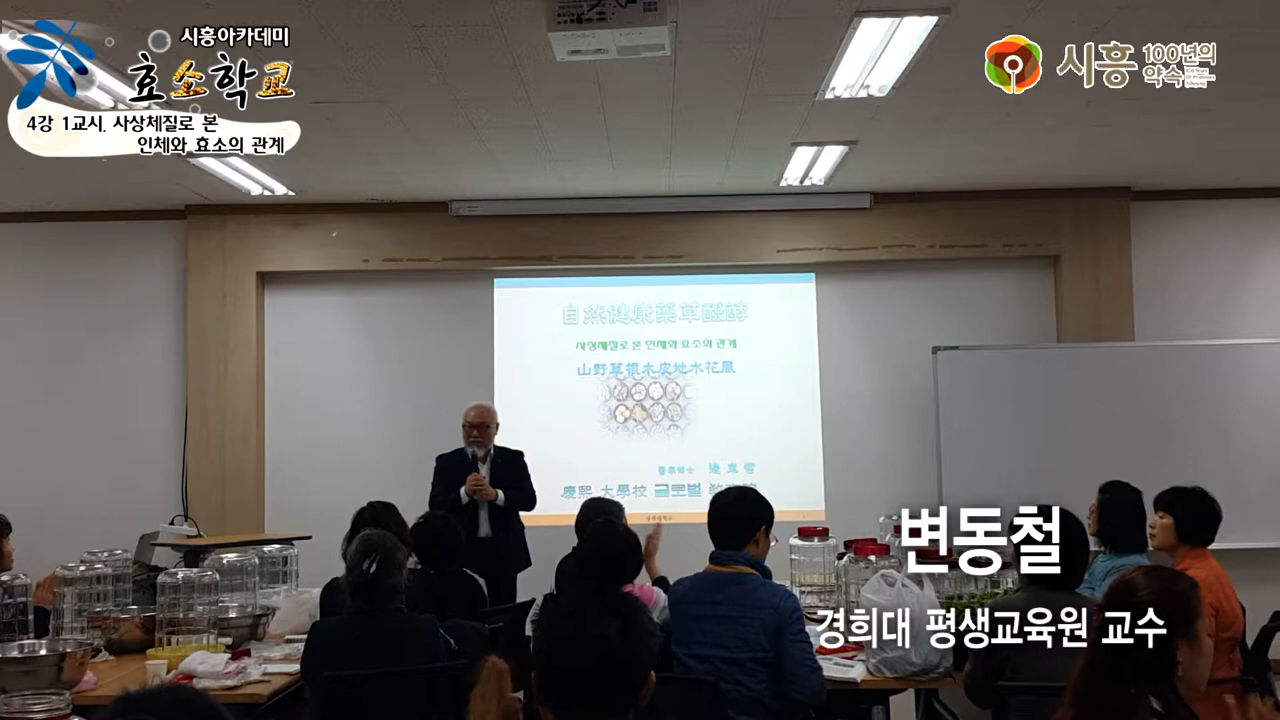 시흥아카데미
효소학교
4강 1교시. 사상체질로 본
인체와 효소의 관계
시흥 100년의
약속
自然健康藥草醱酵
사상체질로 본 인체와 효소의 관계
山野草根木皮地水花風
慶熙 大學校 글로벌
변동철
경희대 평생교육원 교수